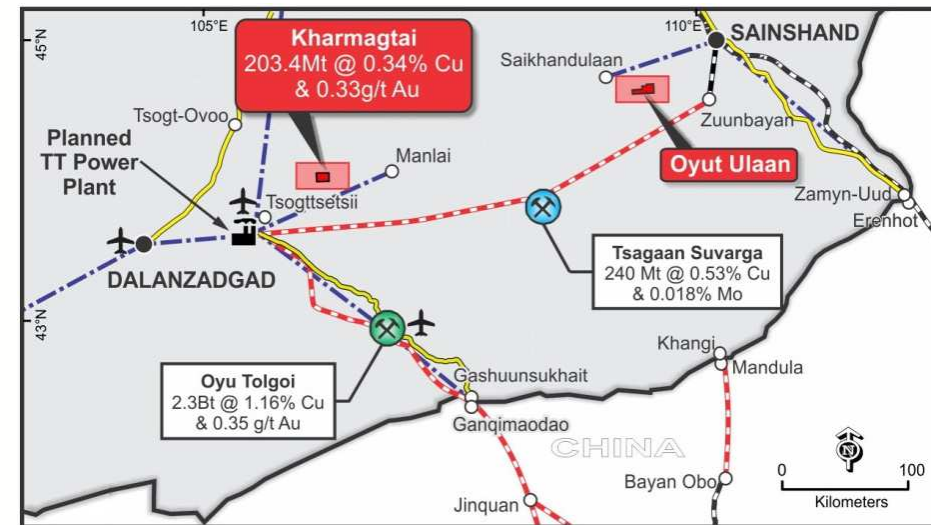 105°E
110°E
45°N
43°N
SAINSHAND
Kharmagtai
203.4Mt @ 0.34% Cu
& 0.33g/t Au
Saikhandulaan
Tsogt-Ovoo
Zuunbayan
Planned
TT Power
Plant
Manlai
Oyut Ulaan
Tsogttsetsii
Zamyn-Uud
Erenhot
DALANZADGAD
Tsagaan Suvarga
240 Mt @ 0.53% Cu
& 0.018% Mo
Khangi
Mandula
Oyu Tolgoi
2.3Bt @ 1.16% Cu
& 0.35 g/t Au
Gashuunsukhait
Ganqimaodao
CHINA
N
0
100
Kilometers
Bayan Obo
Jinquan